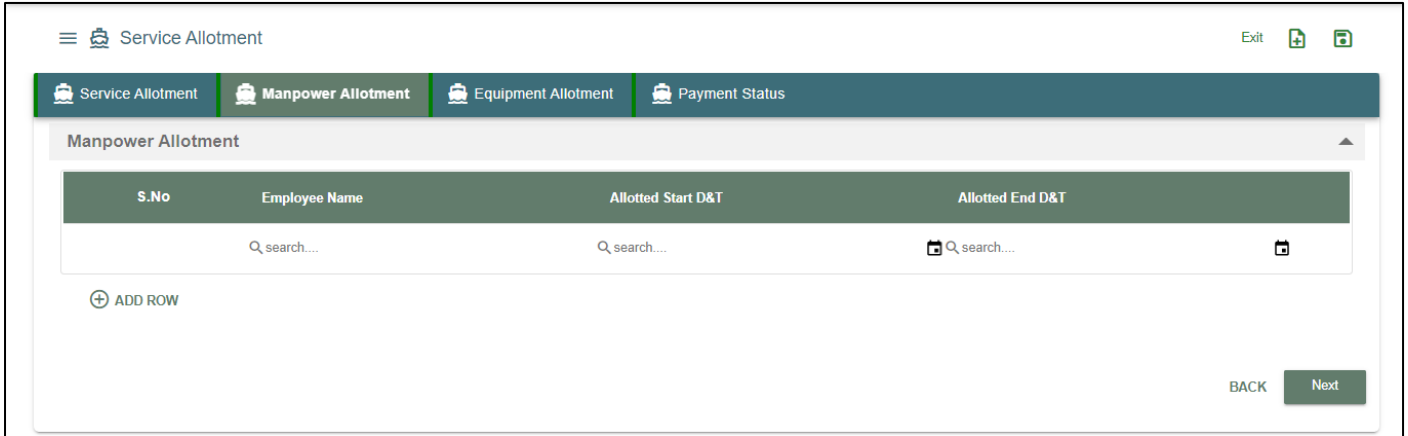 Service Allotment
Exit
Service Allotment Manpower Allotment Equipment Allotment Payment Status
Manpower Allotment
S.No Employee Name Allotted Start D&T Allotted End D&T
search.... search.... search....
ADD ROW
BACK Next